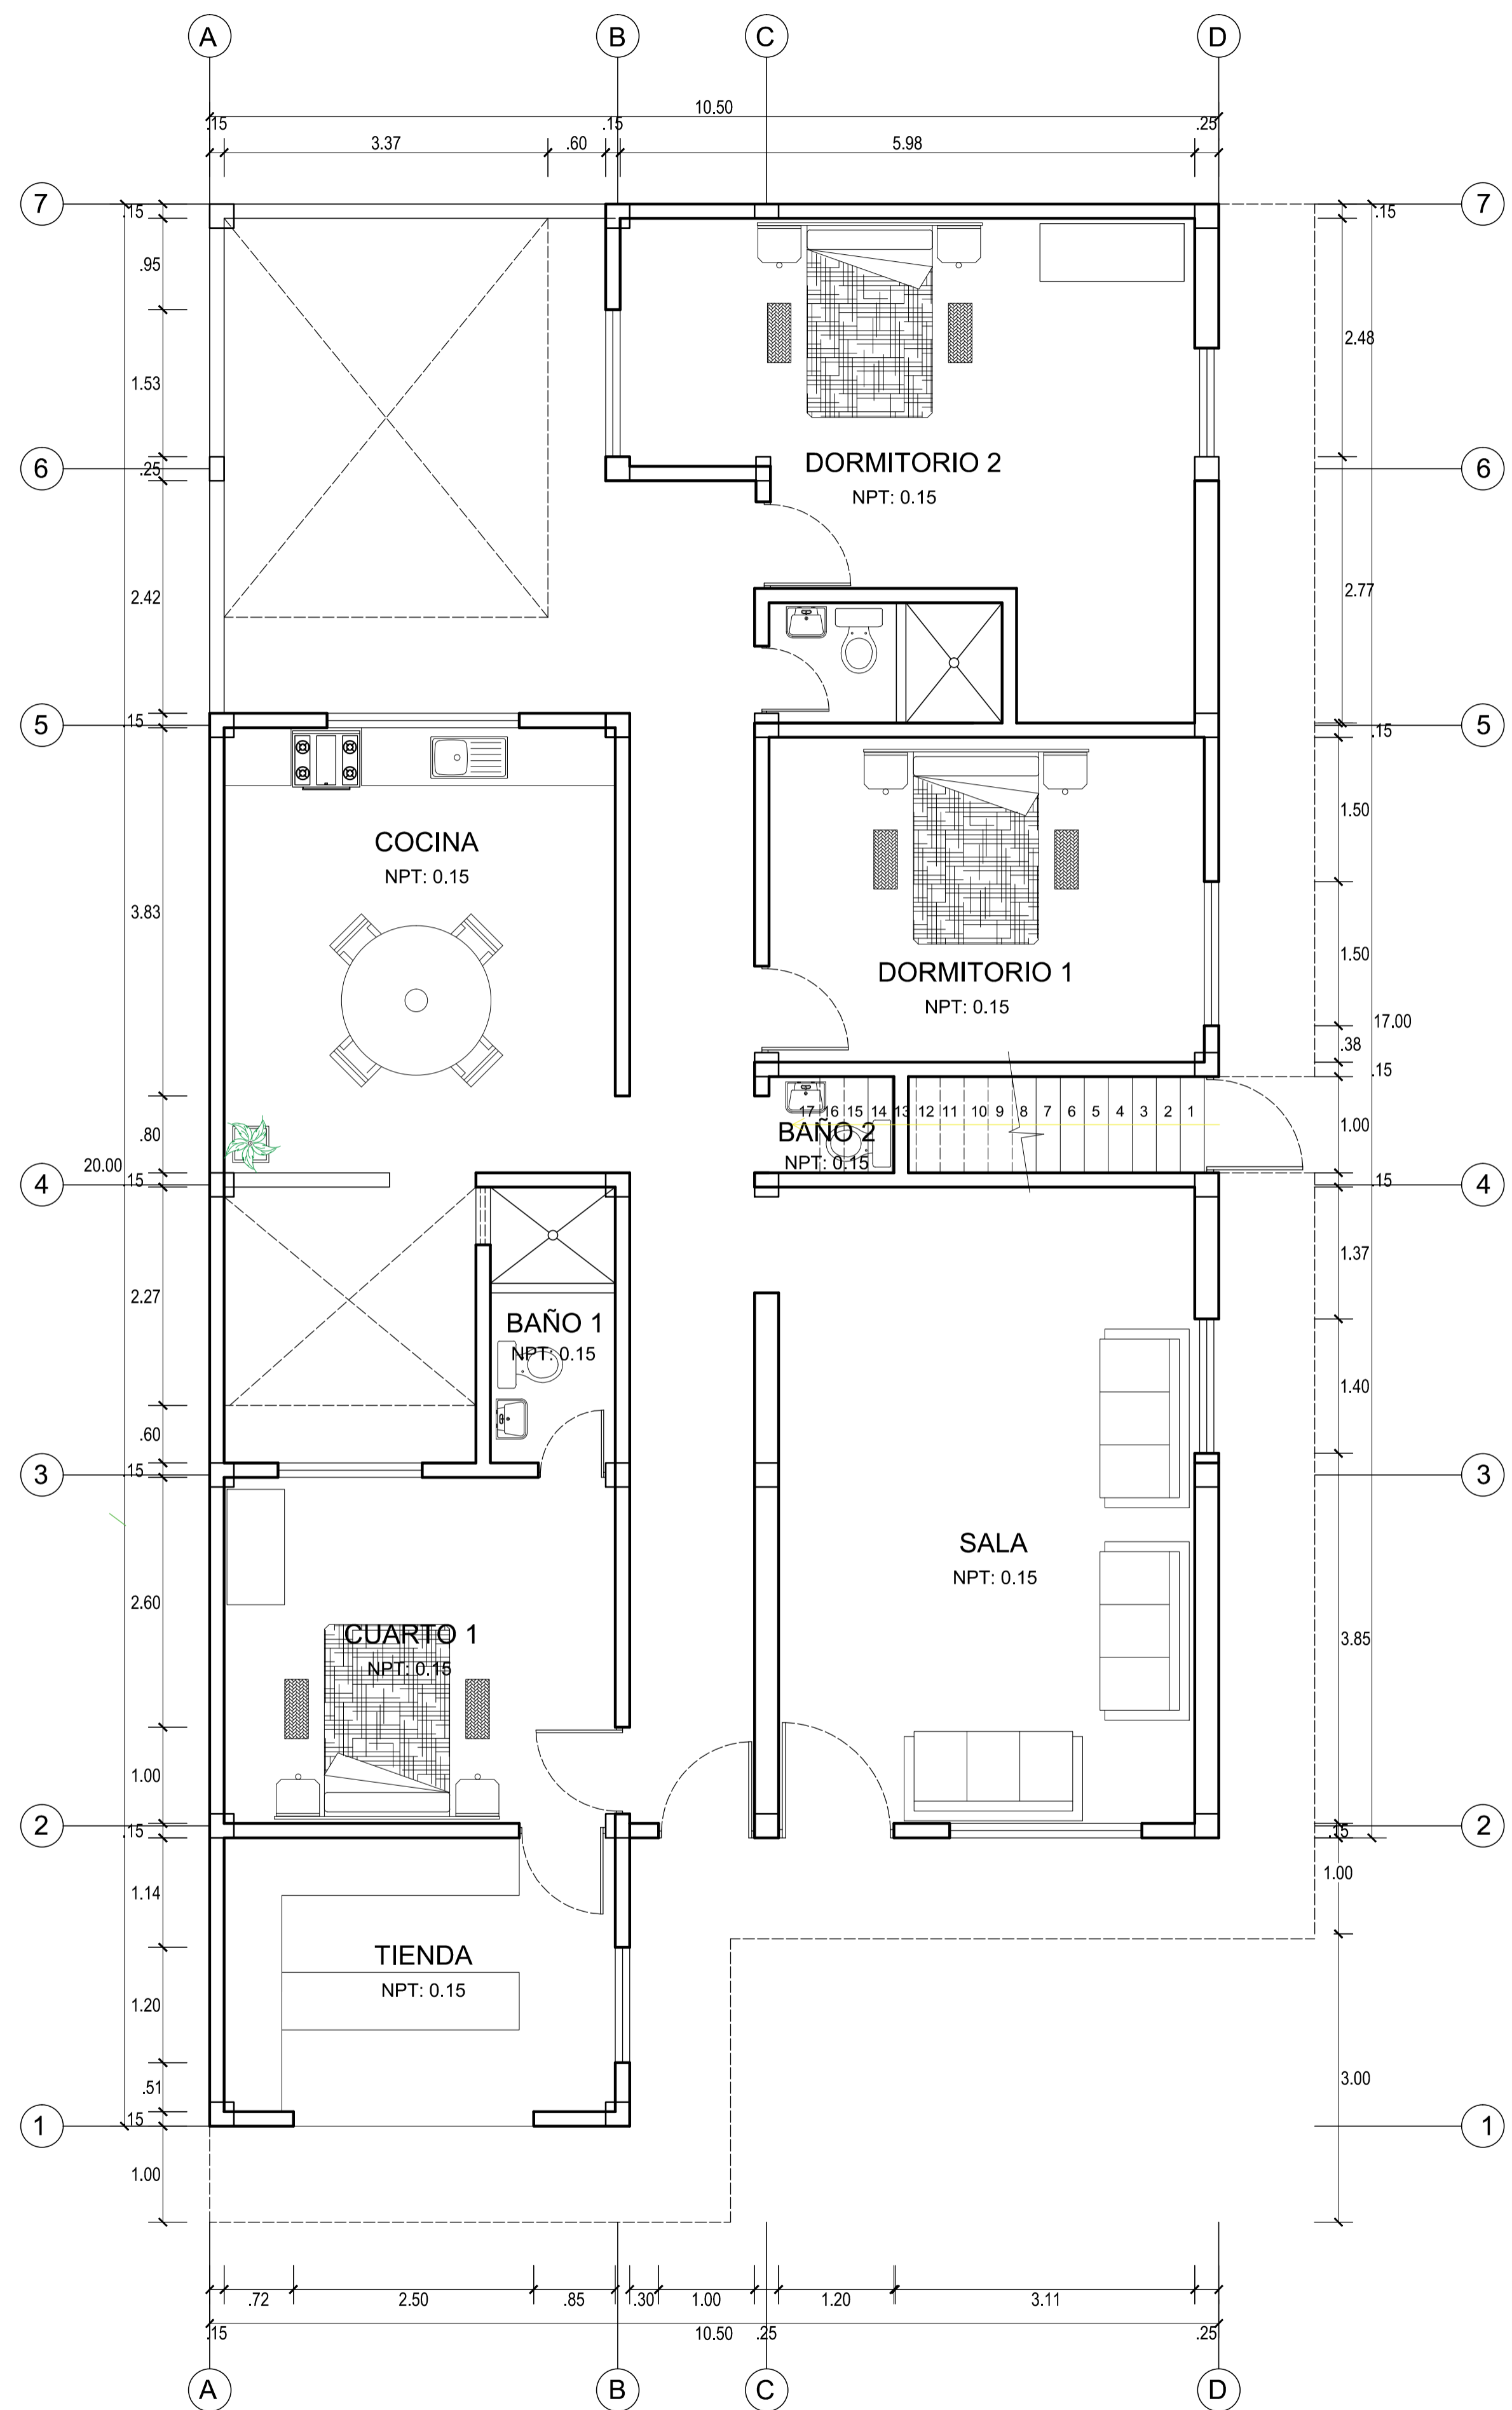 A B C D
10.50
.15 .15 .25
3.37 .60 5.98
7 .15 .15 7
.95
2.48
1.53
6 .25 DORMITORIO 2 6
NPT: 0.15
2.42 2.77
5 .15 .15 5
1.50
COCINA
NPT: 0.15
3.83
1.50
DORMITORIO 1
NPT: 0.15
17.00
.38
.15
17 16 15 14 13 12 11 10 9 8 7 6 5 4 3 2 1
.80 BAÑO 2 1.00
NPT: 0.15
20.00
4 .15 .15 4
1.37
2.27
BAÑO 1
NPT: 0.15
1.40
.60
3 .15 3
SALA
NPT: 0.15
2.60
CUARTO 1
NPT: 0.15
3.85
1.00
2 .15 .15 2
1.00
1.14
TIENDA
NPT: 0.15
1.20
3.00
.51
1 .15 1
1.00
.72 2.50 .85 .30 1.00 1.20 3.11
.15 10.50 .25 .25
A B C D